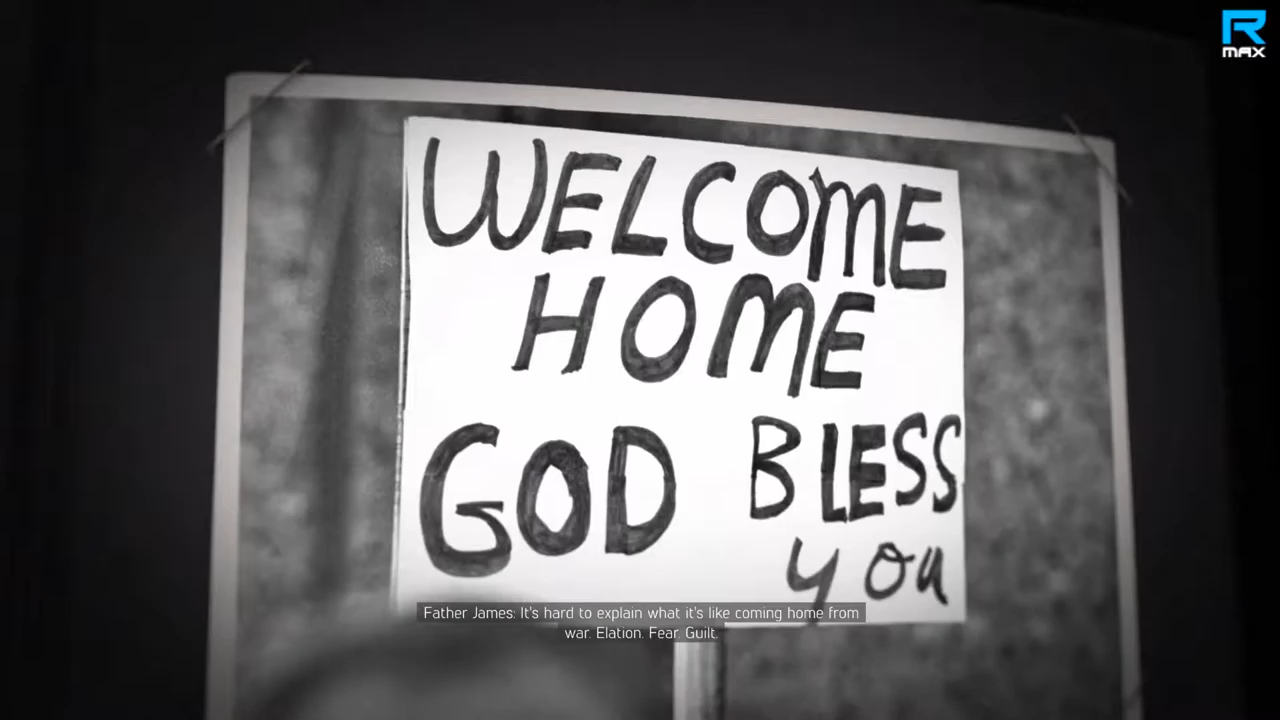 R
MAX
WELCOME
HOME
GOD BLESS
you
Father James: It's hard to explain what it's like coming home from
war. Elation. Fear. Guilt.